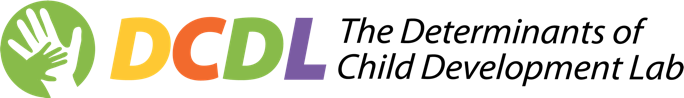 DCDL
The Determinants of
Child Development Lab